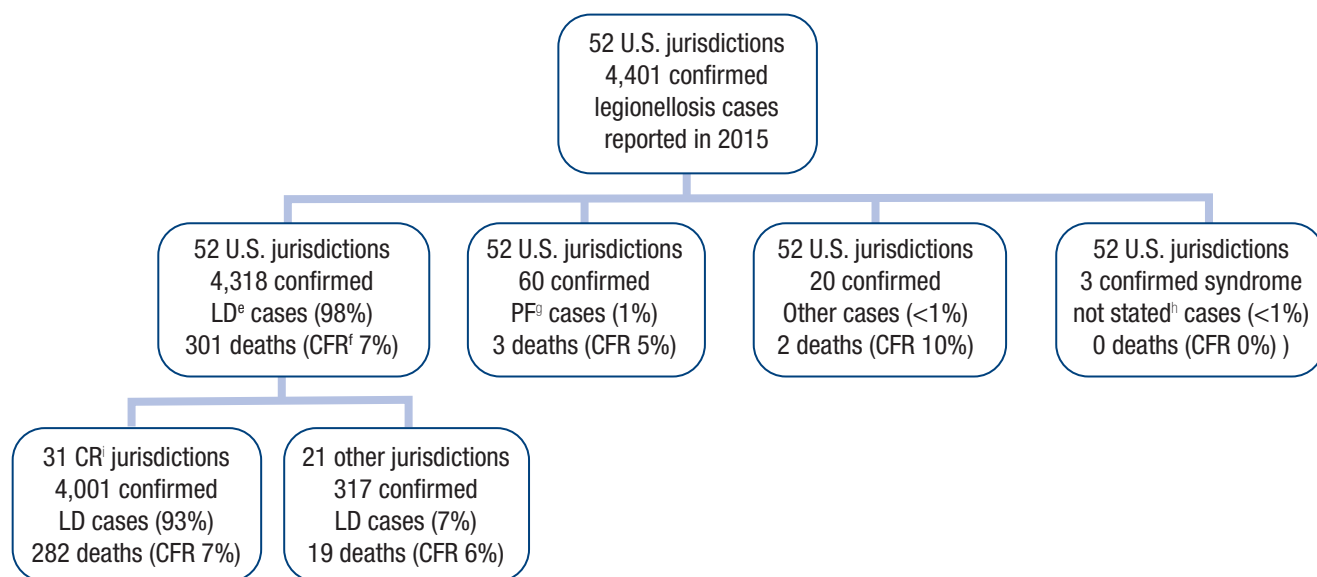 52 U.S. jurisdictions
4,401 confirmed
legionellosis cases
reported in 2015
52 U.S. jurisdictions
4,318 confirmed
LDᵉ cases (98%)
301 deaths (CFRᶠ 7%)
52 U.S. jurisdictions
60 confirmed
PFᵍ cases (1%)
3 deaths (CFR 5%)
52 U.S. jurisdictions
20 confirmed
Other cases (<1%)
2 deaths (CFR 10%)
52 U.S. jurisdictions
3 confirmed syndrome
not statedʰ cases (<1%)
0 deaths (CFR 0%) )
31 CRⁱ jurisdictions
4,001 confirmed
LD cases (93%)
282 deaths (CFR 7%)
21 other jurisdictions
317 confirmed
LD cases (7%)
19 deaths (CFR 6%)